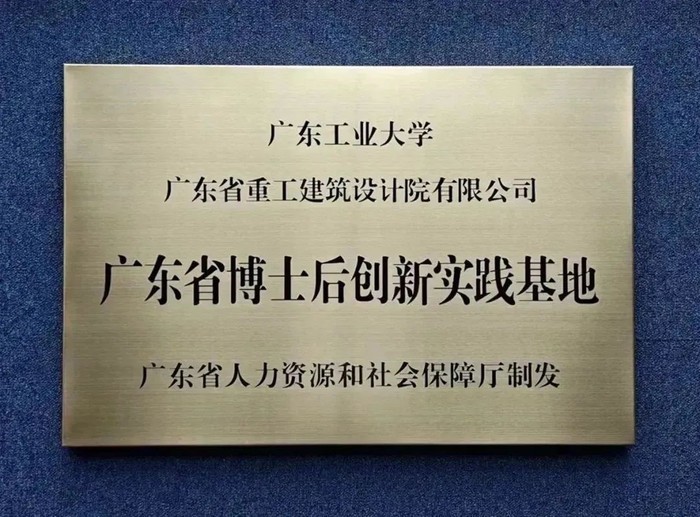 广东工业大学
广东省重工建筑设计院有限公司
广东省博士后创新实践基地
广东省人力资源和社会保障厅制发